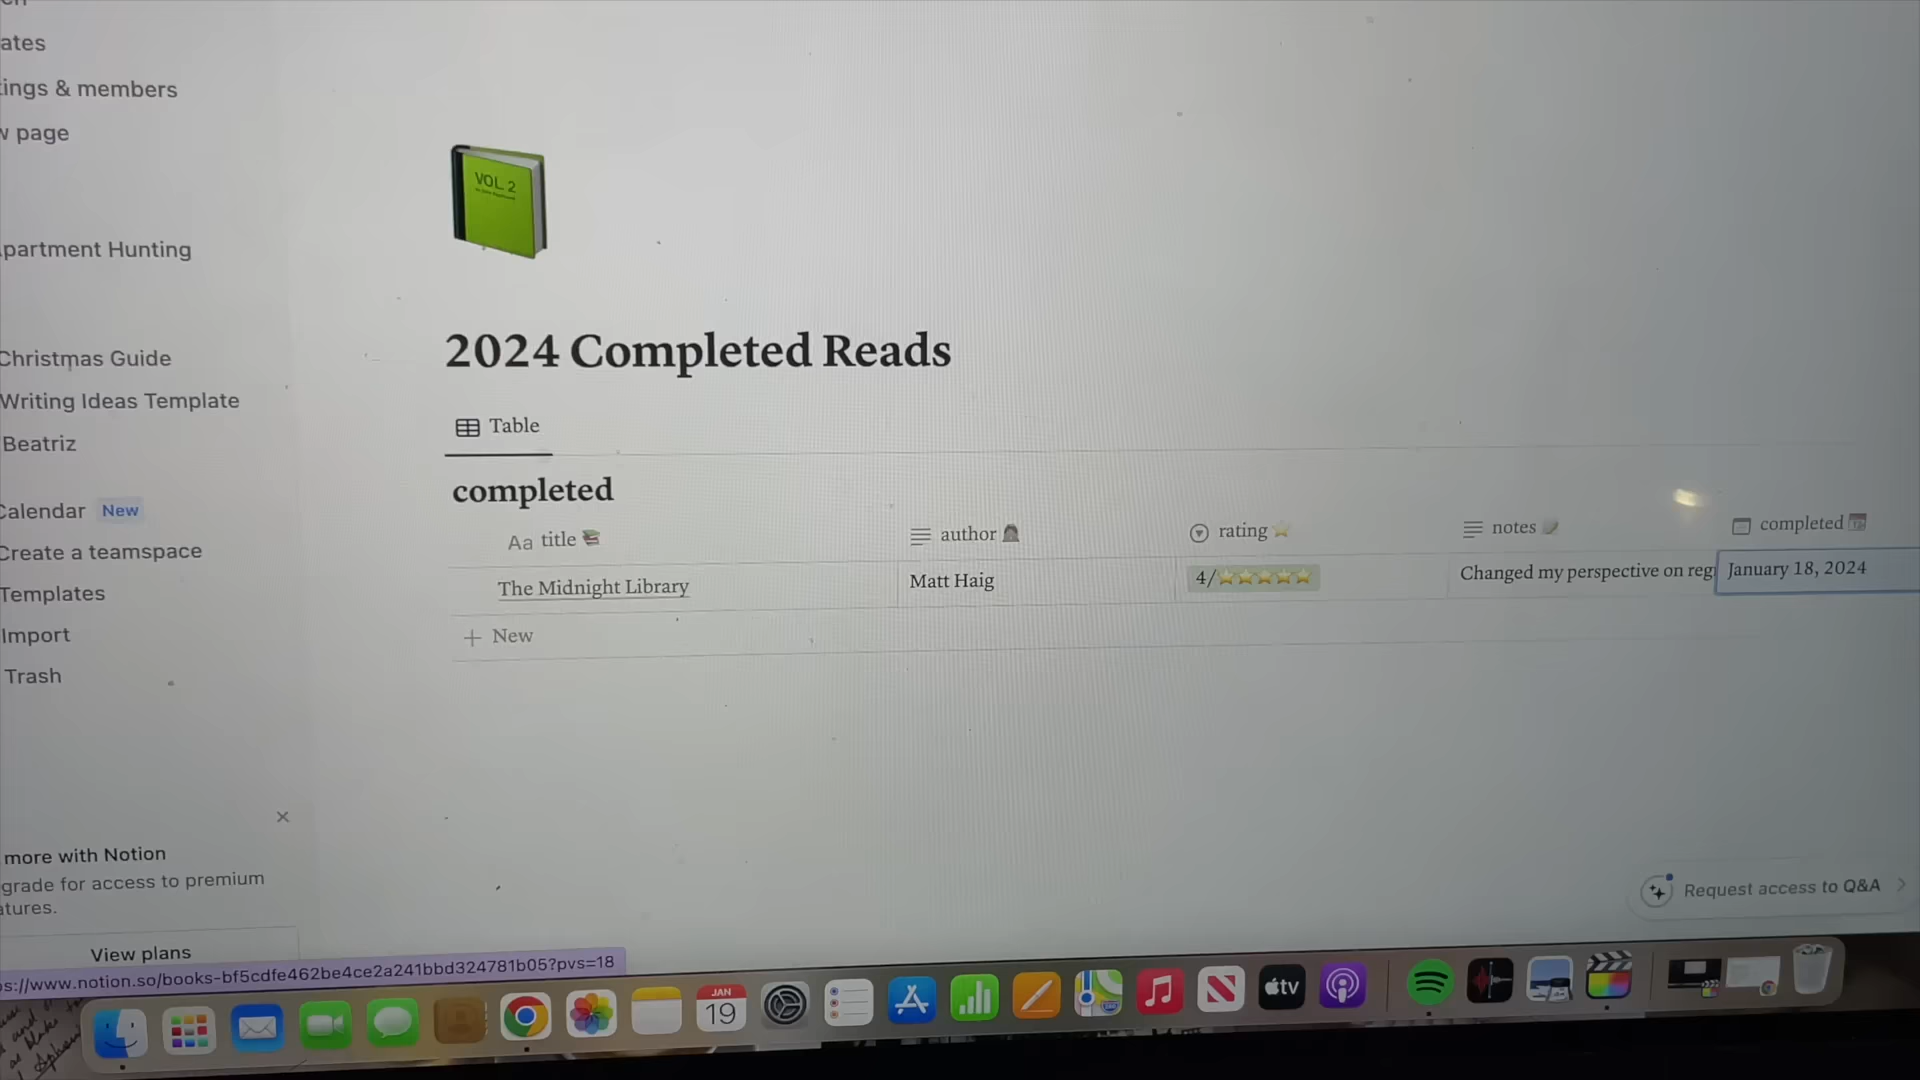 ates
ings & members
w page
partment Hunting
Christmas Guide
Writing Ideas Template
Beatriz
Calendar New
Create a teamspace
Templates
Import
Trash
more with Notion
grade for access to premium
atures.
View plans
ps://www.notion.so/books-bf5cdfe462be4ce2a241bbd324781b05?pvs=18
VOL 2
2024 Completed Reads
Table
completed
Aa title author rating notes completed
The Midnight Library Matt Haig 4/⭐⭐⭐⭐⭐ Changed my perspective on reg January 18, 2024
+ New
Request access to Q&A
JAN
19
tv